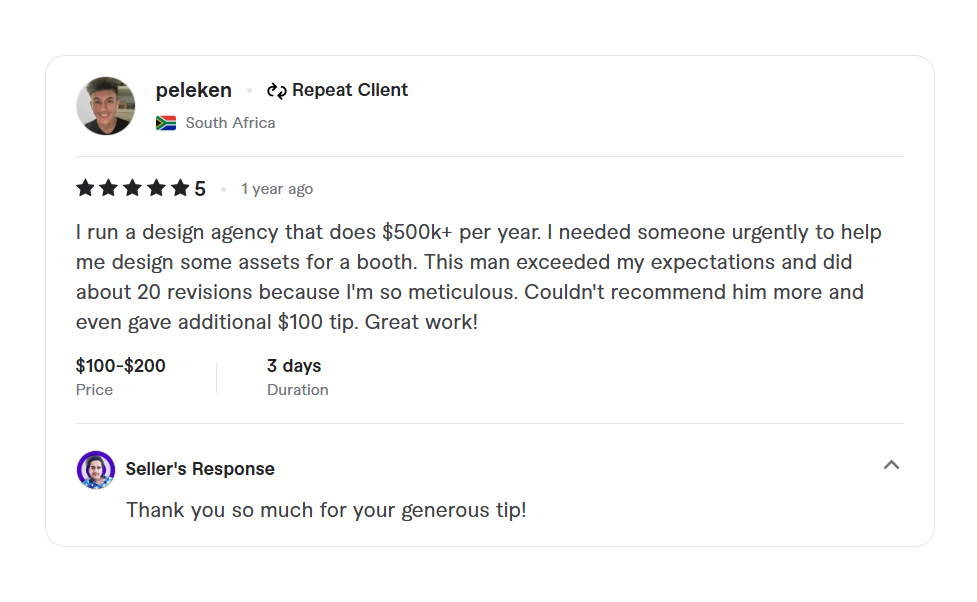 peleken • Repeat Client
South Africa
5 • 1 year ago
I run a design agency that does $500k+ per year. I needed someone urgently to help
me design some assets for a booth. This man exceeded my expectations and did
about 20 revisions because I'm so meticulous. Couldn't recommend him more and
even gave additional $100 tip. Great work!
$100-$200 3 days
Price Duration
Seller's Response
Thank you so much for your generous tip!